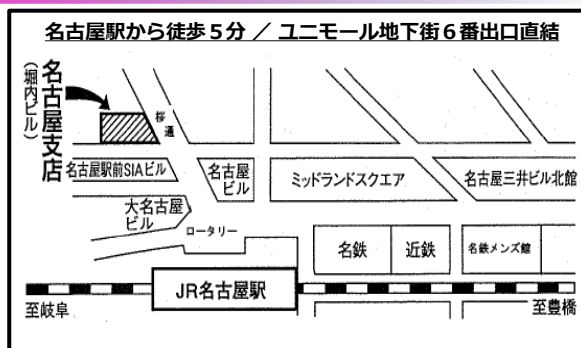 名古屋駅から徒歩５分 ／ ユニモール地下街６番出口直結
名古屋支店
（堀内ビル）
桜通
名古屋駅前SIAビル
名古屋
ビル
ミッドランドスクエア
名古屋三井ビル北館
大名古屋
ビル
ロータリー
名鉄
近鉄
名鉄メンズ館
JR名古屋駅
至岐阜
至豊橋